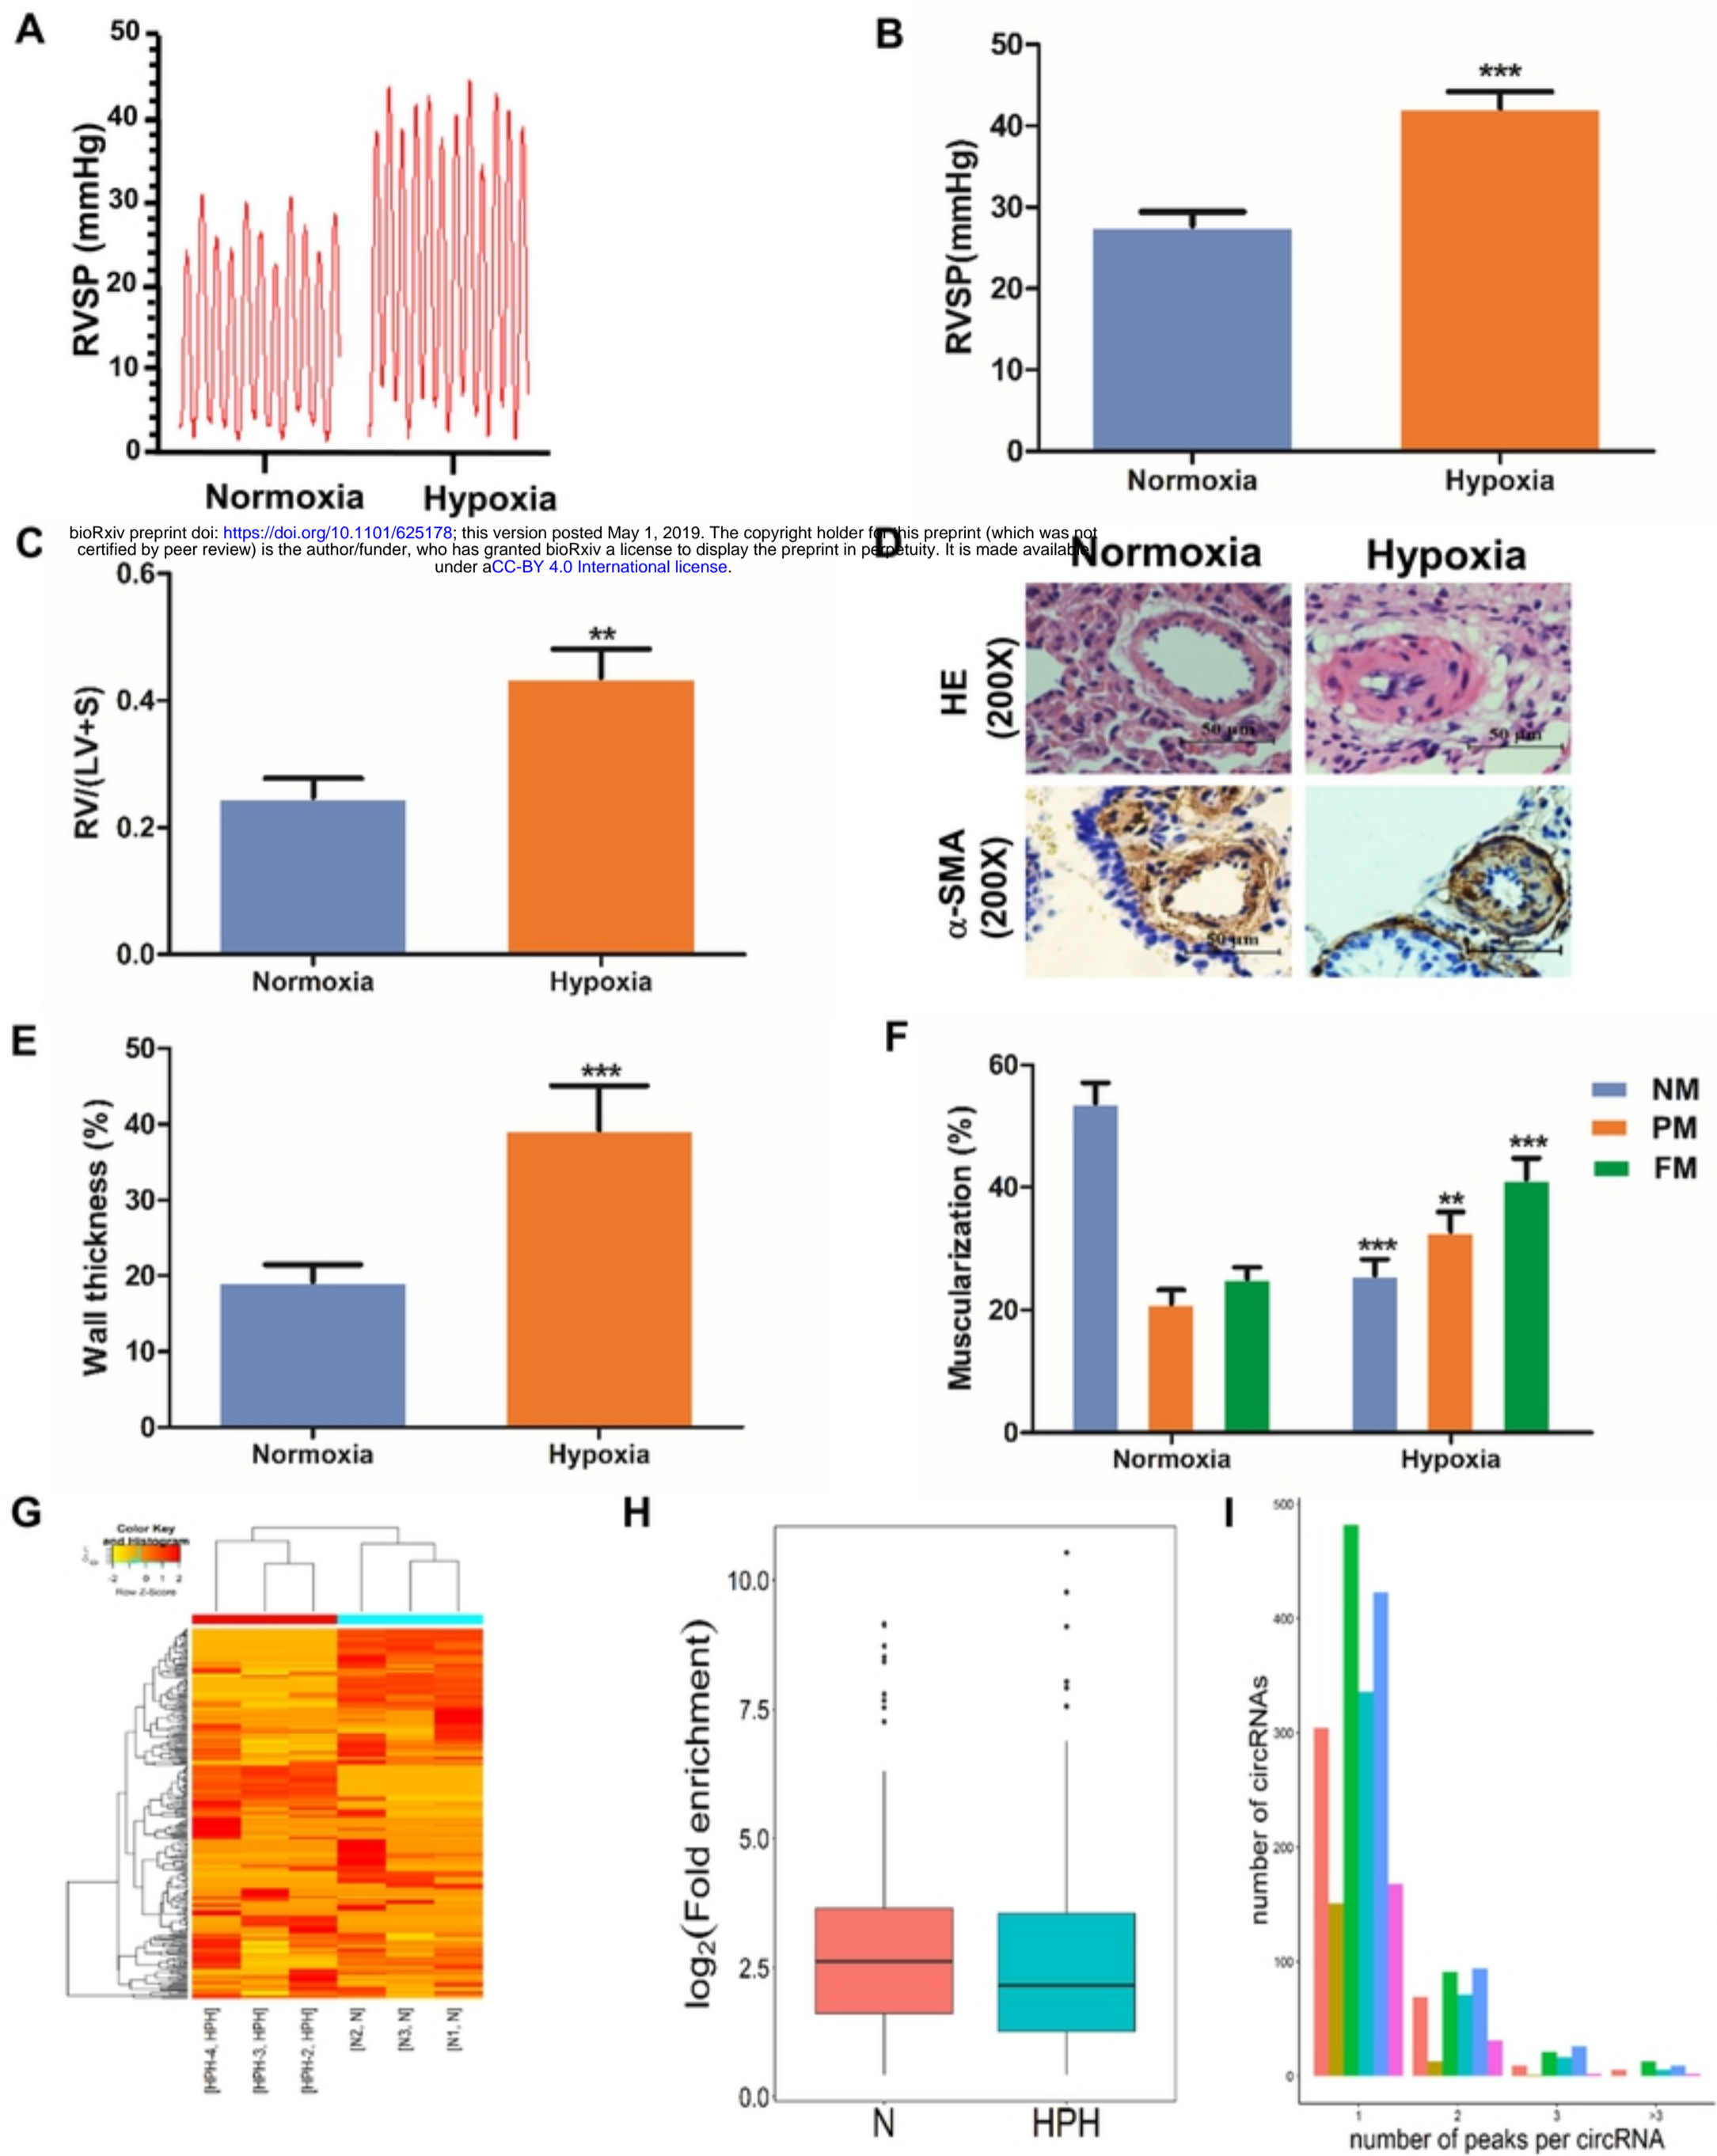 A
50
40
30
20
10
0
RVSP (mmHg)
Normoxia Hypoxia
B
50
40
30
20
10
0
RVSP(mmHg)
***
Normoxia Hypoxia
bioRxiv preprint doi: https://doi.org/10.1101/625178; this version posted May 1, 2019. The copyright holder for this preprint (which was not
certified by peer review) is the author/funder, who has granted bioRxiv a license to display the preprint in perpetuity. It is made available
under aCC-BY 4.0 International license.
C
0.6
0.4
0.2
0.0
RV/(LV+S)
**
Normoxia Hypoxia
D
Normoxia Hypoxia
HE
(200X)
50 μm
50 μm
α-SMA
(200X)
50 μm
E
50
40
30
20
10
0
Wall thickness (%)
***
Normoxia Hypoxia
F
60
40
20
0
Muscularization (%)
***
**
***
NM
PM
FM
Normoxia Hypoxia
G
Color Key
and Histogram
-2 0 1 2
Row Z-Score
[HPH-4, HPH]
[HPH-3, HPH]
[HPH-2, HPH]
[N2, N]
[N3, N]
[N1, N]
H
10.0
7.5
5.0
2.5
0.0
log2(Fold enrichment)
N HPH
I
500
400
300
200
100
0
number of circRNAs
1 2 3 >3
number of peaks per circRNA